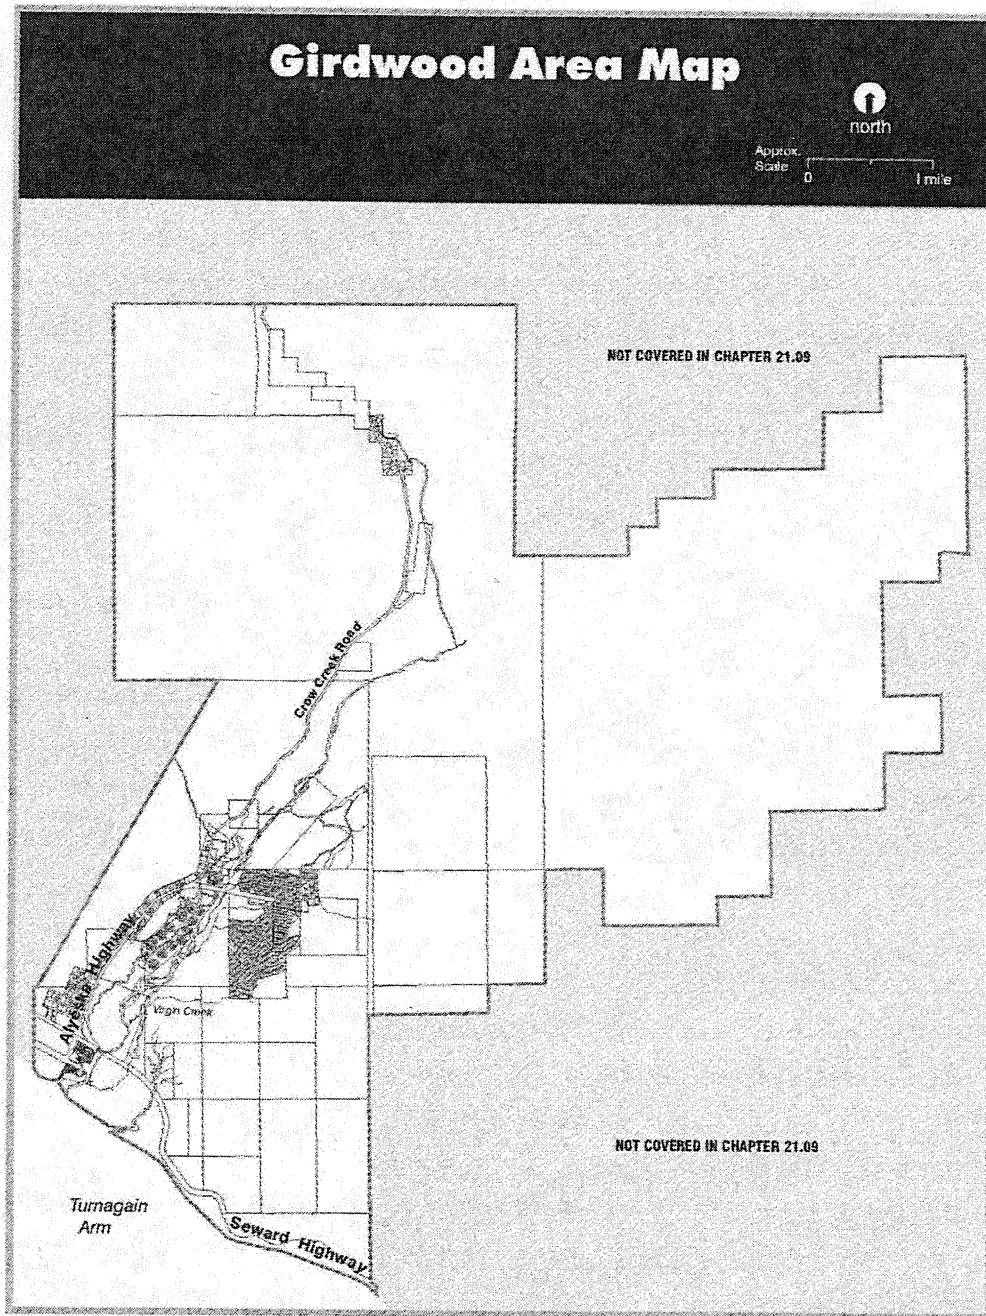 Girdwood Area Map
north
Approx.
Scale
0
1 mile
NOT COVERED IN CHAPTER 21.09
Crow Creek Road
Alyeska Highway
Virgin Creek
NOT COVERED IN CHAPTER 21.09
Turnagain
Arm
Seward Highway